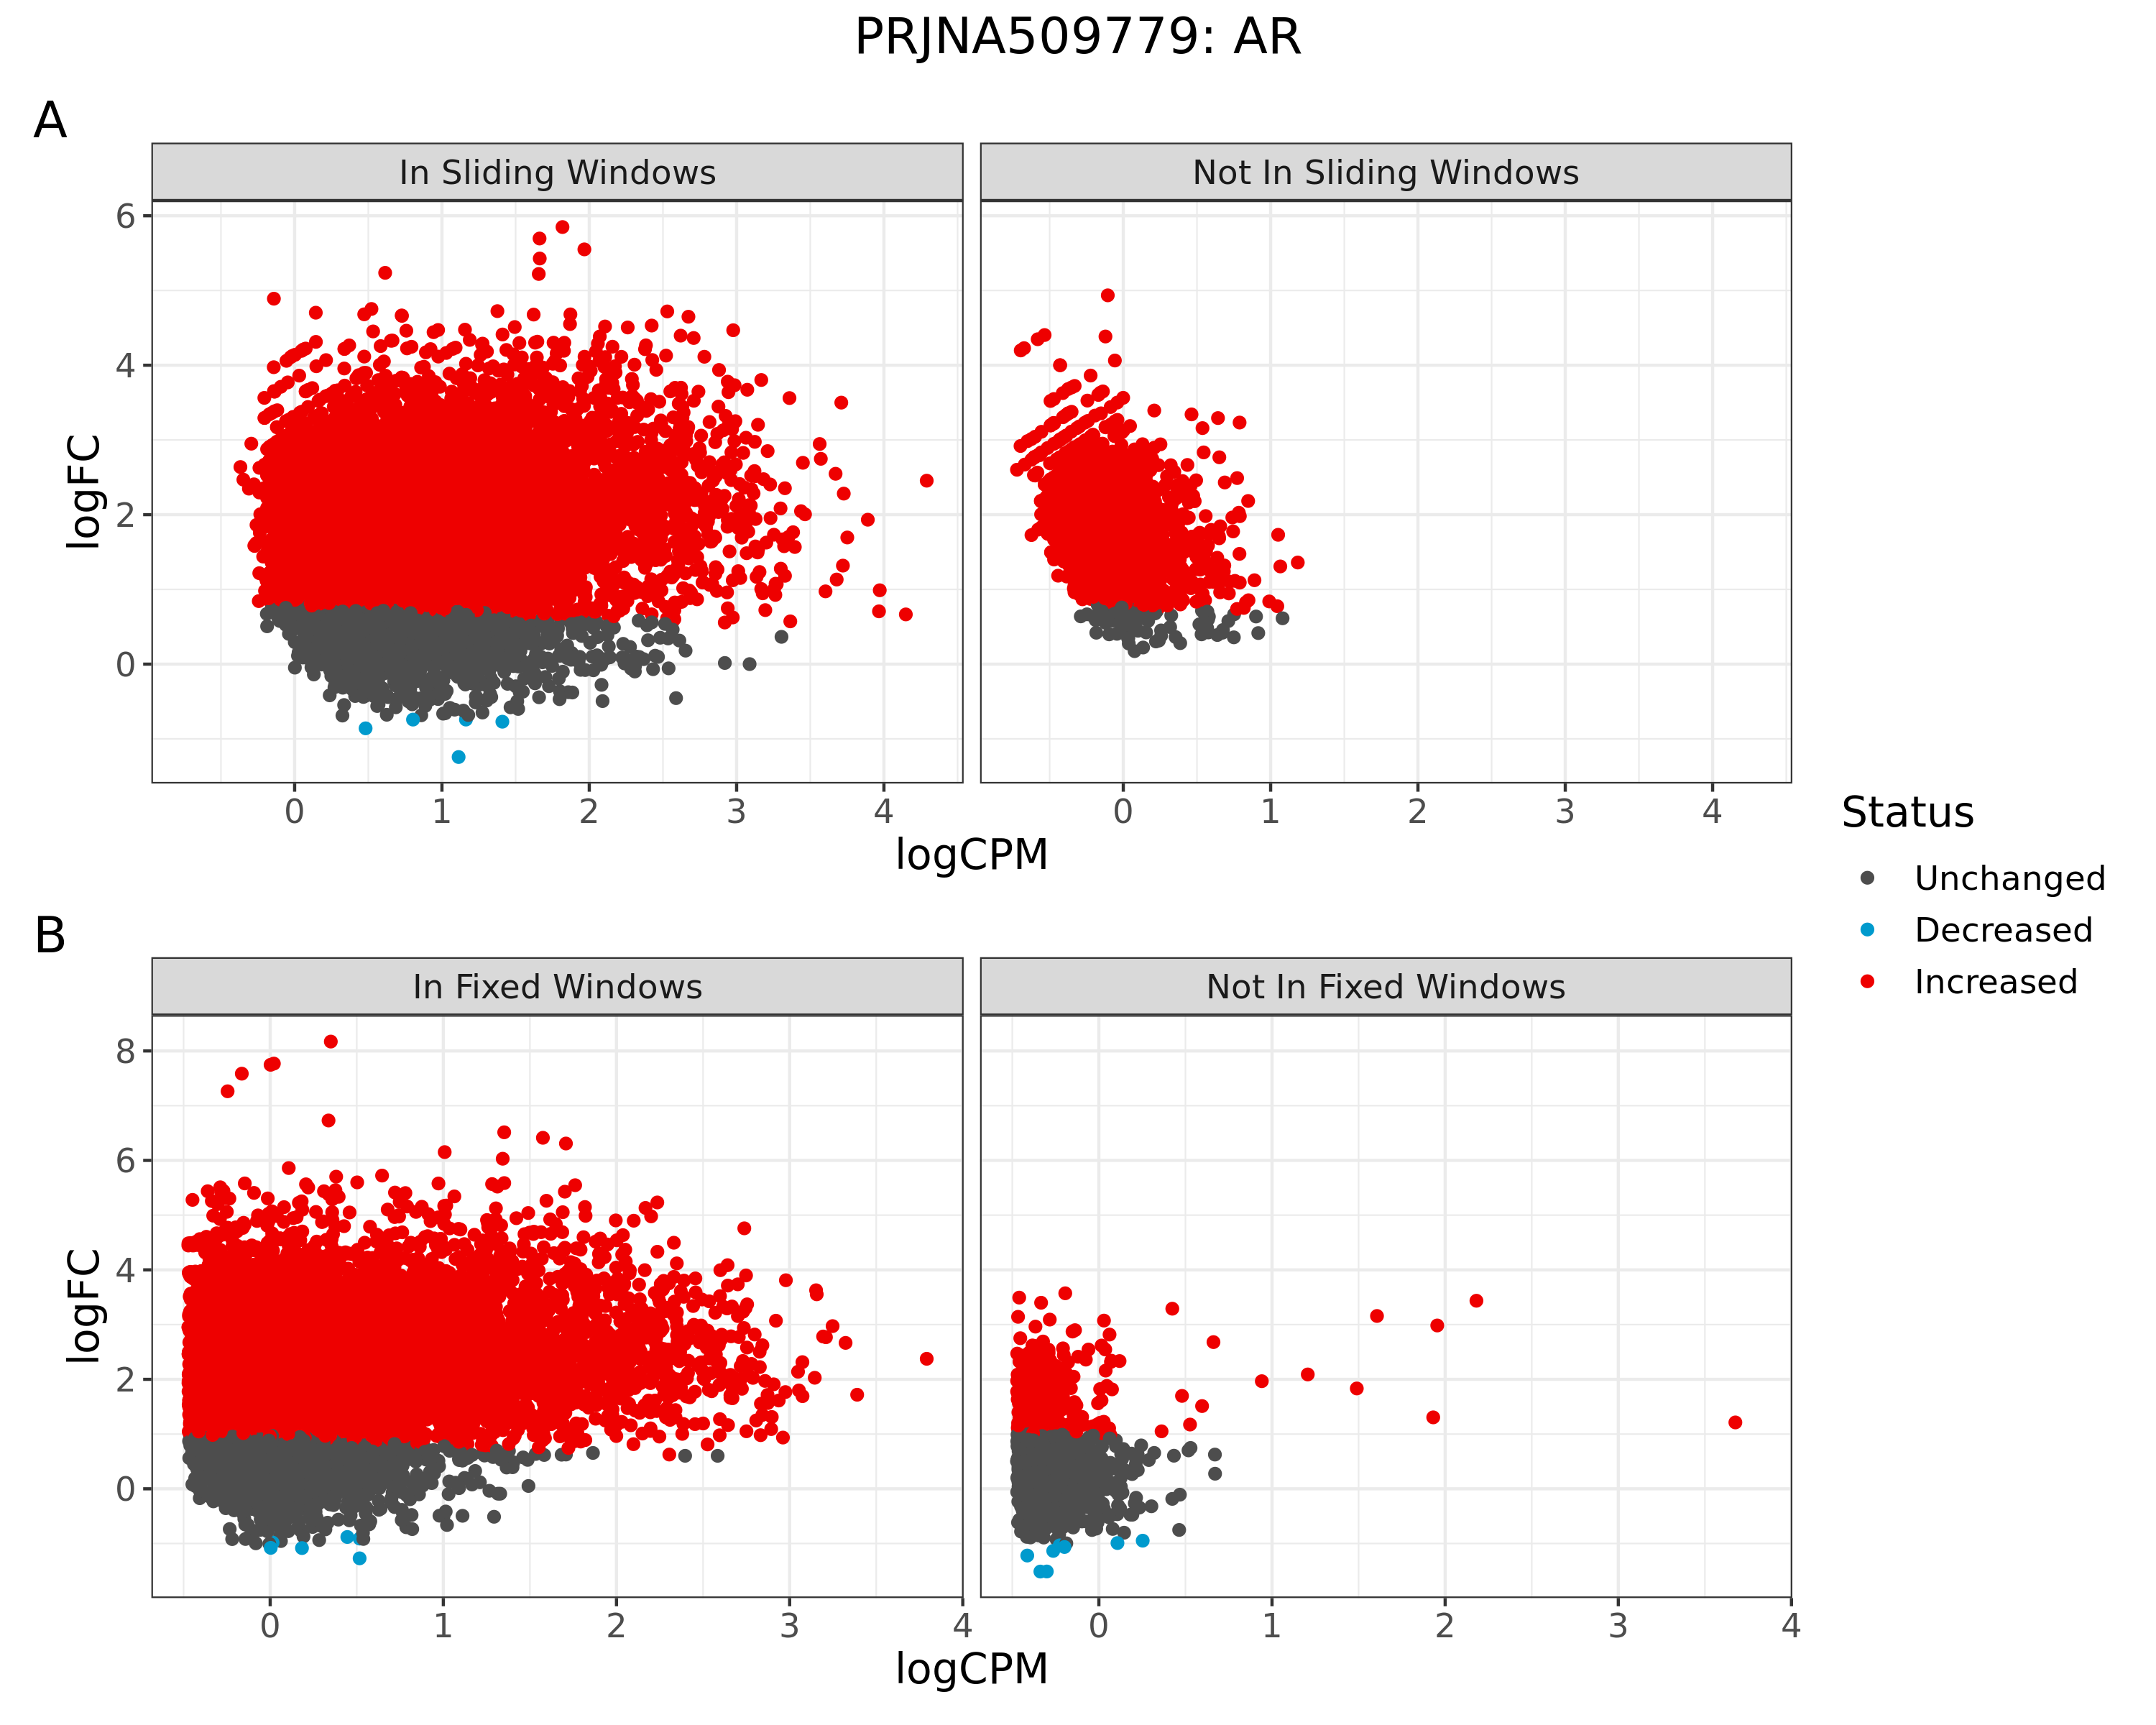 PRJNA509779: AR
A
In Sliding Windows
Not In Sliding Windows
6
4
2
0
logFC
0 1 2 3 4
0 1 2 3 4
logCPM
B
In Fixed Windows
Not In Fixed Windows
8
6
4
2
0
logFC
0 1 2 3 4
0 1 2 3 4
logCPM
Status
Unchanged
Decreased
Increased